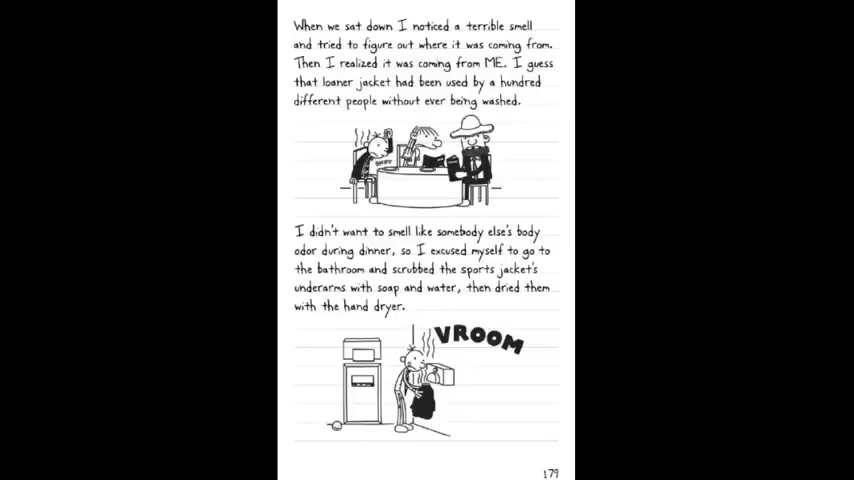 When we sat down I noticed a terrible smell
and tried to figure out where it was coming from.
Then I realized it was coming from ME. I guess
that loaner jacket had been used by a hundred
different people without ever being washed.
SNIFF
I didn't want to smell like somebody else's body
odor during dinner, so I excused myself to go to
the bathroom and scrubbed the sports jacket's
underarms with soap and water, then dried them
with the hand dryer.
VROOM
179